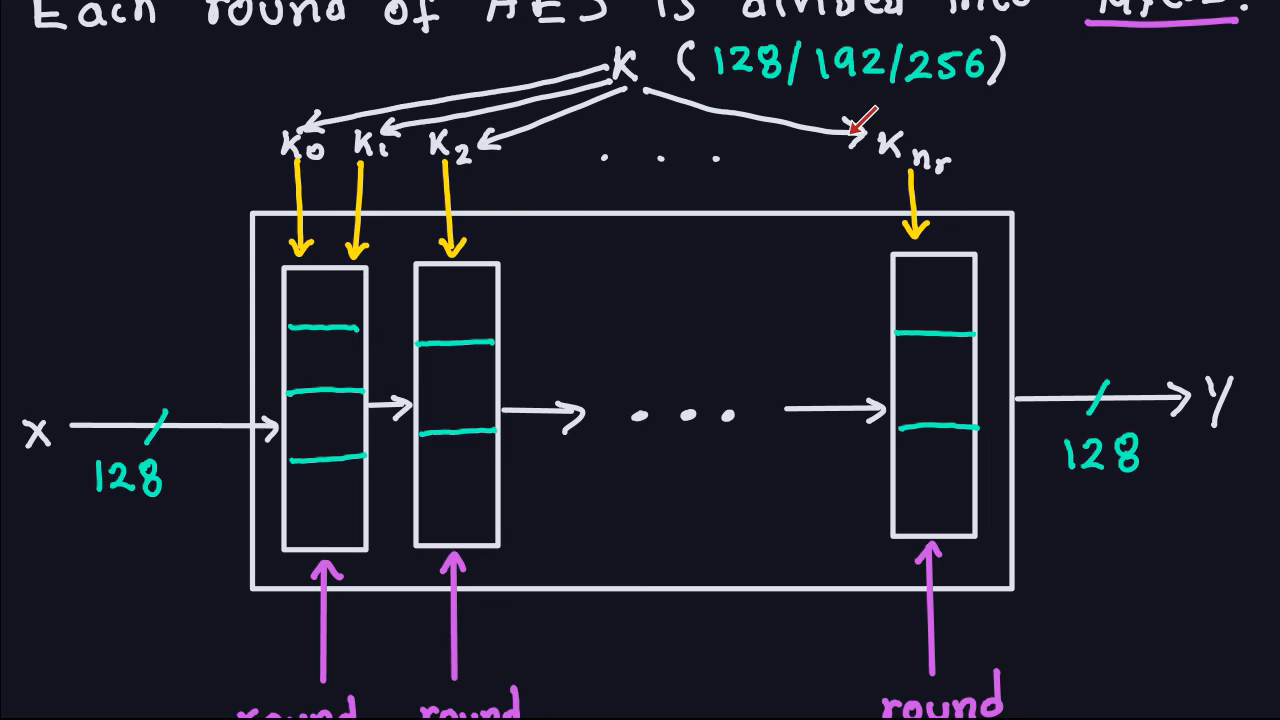 Each round of AES is divided into
K (128/192/256)
K0 K1 K2 . . . Knr
x 128
...
128 y
round round round